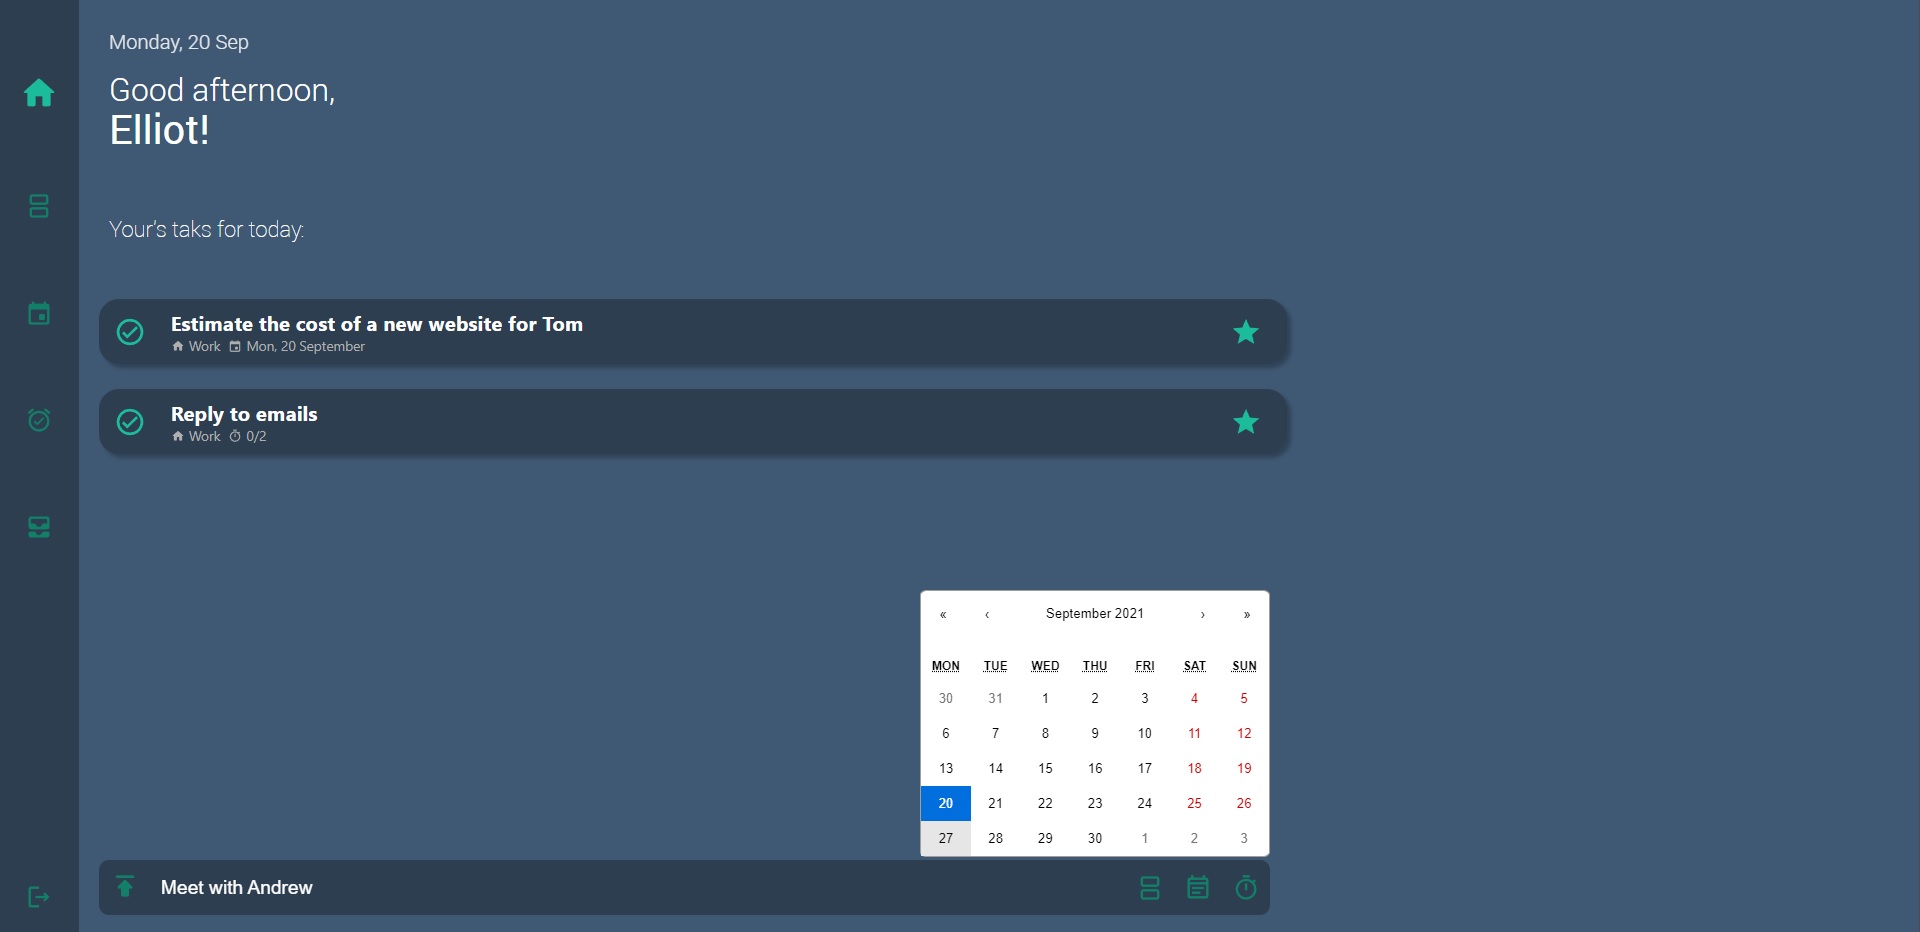 Monday, 20 Sep
Good afternoon,
Elliot!
Your's taks for today:
Estimate the cost of a new website for Tom
Work Mon, 20 September
Reply to emails
Work 0/2
« ‹ September 2021 › »
MON TUE WED THU FRI SAT SUN
30 31 1 2 3 4 5
6 7 8 9 10 11 12
13 14 15 16 17 18 19
20 21 22 23 24 25 26
27 28 29 30 1 2 3
Meet with Andrew